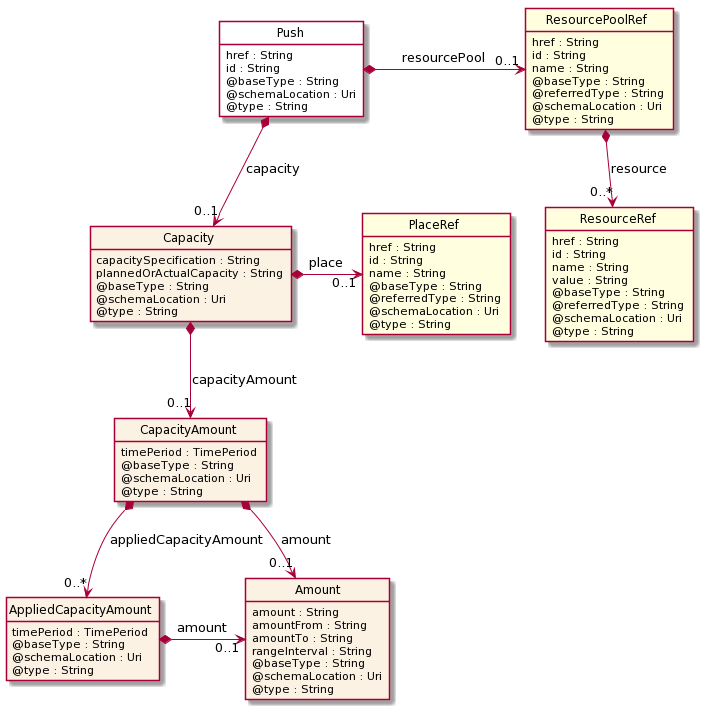 Push
href : String
id : String
@baseType : String
@schemaLocation : Uri
@type : String
resourcePool
0..1
ResourcePoolRef
href : String
id : String
name : String
@baseType : String
@referredType : String
@schemaLocation : Uri
@type : String
capacity
0..1
resource
0..*
Capacity
capacitySpecification : String
plannedOrActualCapacity : String
@baseType : String
@schemaLocation : Uri
@type : String
place
0..1
PlaceRef
href : String
id : String
name : String
@baseType : String
@referredType : String
@schemaLocation : Uri
@type : String
ResourceRef
href : String
id : String
name : String
value : String
@baseType : String
@referredType : String
@schemaLocation : Uri
@type : String
capacityAmount
0..1
CapacityAmount
timePeriod : TimePeriod
@baseType : String
@schemaLocation : Uri
@type : String
appliedCapacityAmount
0..*
amount
0..1
AppliedCapacityAmount
timePeriod : TimePeriod
@baseType : String
@schemaLocation : Uri
@type : String
amount
0..1
Amount
amount : String
amountFrom : String
amountTo : String
rangeInterval : String
@baseType : String
@schemaLocation : Uri
@type : String